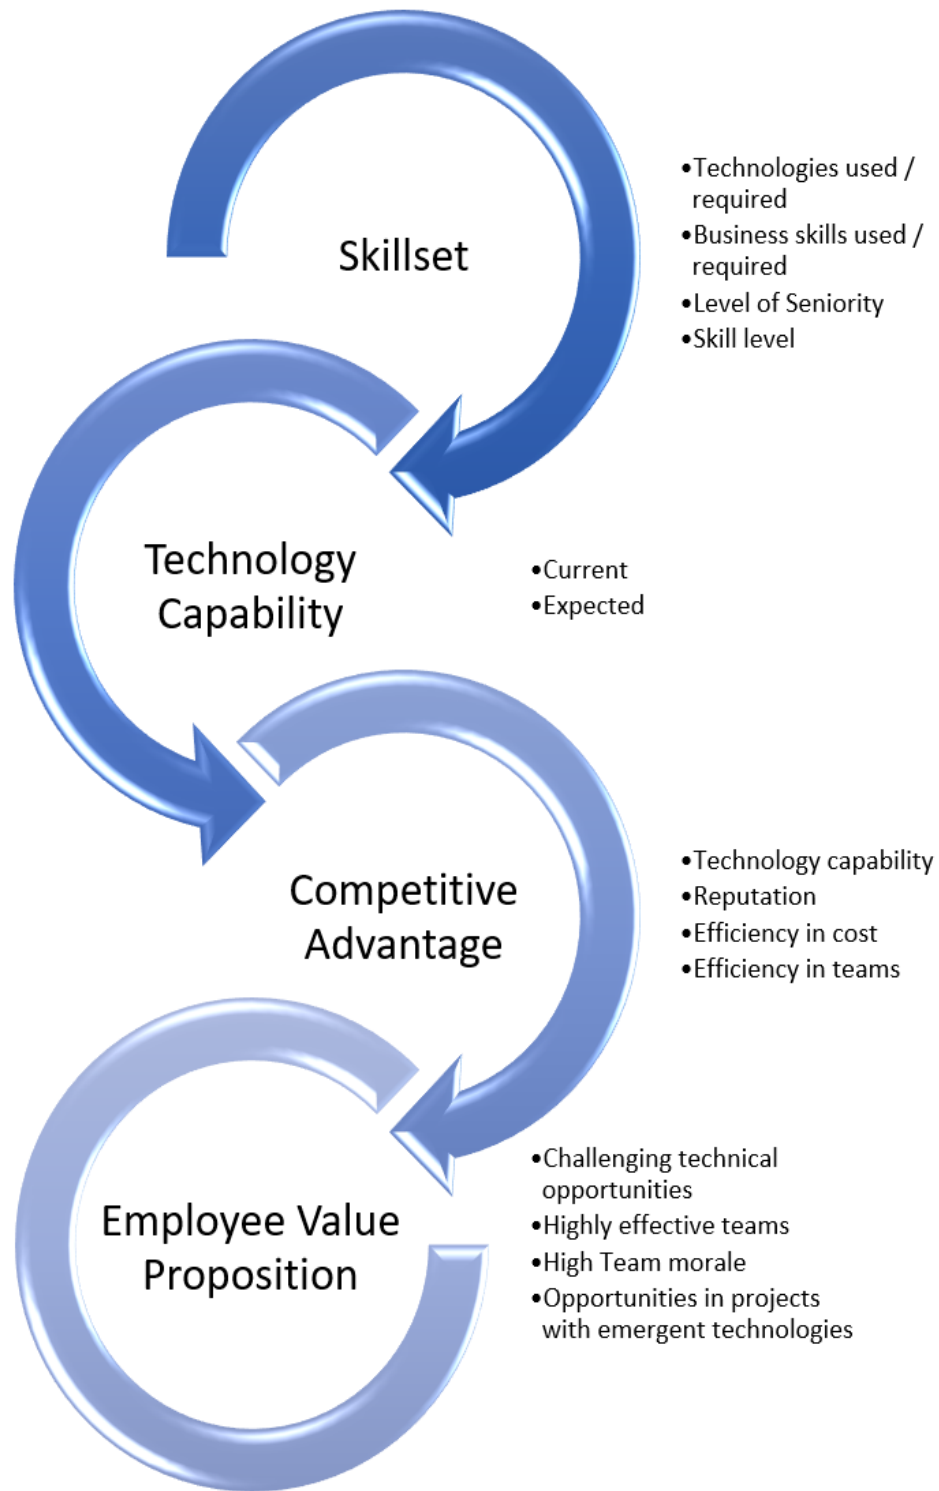 Skillset
•Technologies used /
required
•Business skills used /
required
•Level of Seniority
•Skill level
Technology
Capability
•Current
•Expected
Competitive
Advantage
•Technology capability
•Reputation
•Efficiency in cost
•Efficiency in teams
Employee Value
Proposition
•Challenging technical
opportunities
•Highly effective teams
•High Team morale
•Opportunities in projects
with emergent technologies